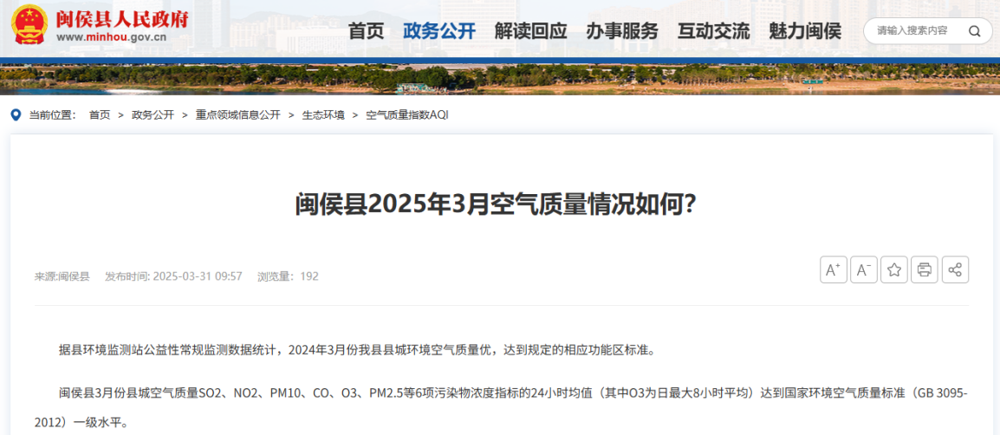 闽侯县人民政府
www.minhou.gov.cn
首页 政务公开 解读回应 办事服务 互动交流 魅力闽侯
请输入搜索内容
当前位置： 首页 > 政务公开 > 重点领域信息公开 > 生态环境 > 空气质量指数AQI
闽侯县2025年3月空气质量情况如何?
来源:闽侯县 发布时间: 2025-03-31 09:57 浏览量：192
A+ A-
据县环境监测站公益性常规监测数据统计，2024年3月份我县县城环境空气质量优，达到规定的相应功能区标准。
闽侯县3月份县城空气质量SO2、NO2、PM10、CO、O3、PM2.5等6项污染物浓度指标的24小时均值（其中O3为日最大8小时平均）达到国家环境空气质量标准（GB 3095-
2012）一级水平。